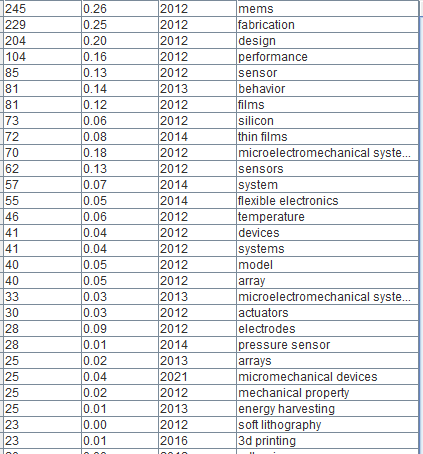 245 0.26 2012 mems
229 0.25 2012 fabrication
204 0.20 2012 design
104 0.16 2012 performance
85 0.13 2012 sensor
81 0.14 2013 behavior
81 0.12 2012 films
73 0.06 2012 silicon
72 0.08 2014 thin films
70 0.18 2012 microelectromechanical syste...
62 0.13 2012 sensors
57 0.07 2014 system
55 0.05 2014 flexible electronics
46 0.06 2012 temperature
41 0.04 2012 devices
41 0.04 2012 systems
40 0.05 2012 model
40 0.05 2012 array
33 0.03 2013 microelectromechanical syste...
30 0.03 2012 actuators
28 0.09 2012 electrodes
28 0.01 2014 pressure sensor
25 0.02 2013 arrays
25 0.04 2021 micromechanical devices
25 0.02 2012 mechanical property
25 0.01 2013 energy harvesting
23 0.00 2012 soft lithography
23 0.01 2016 3d printing